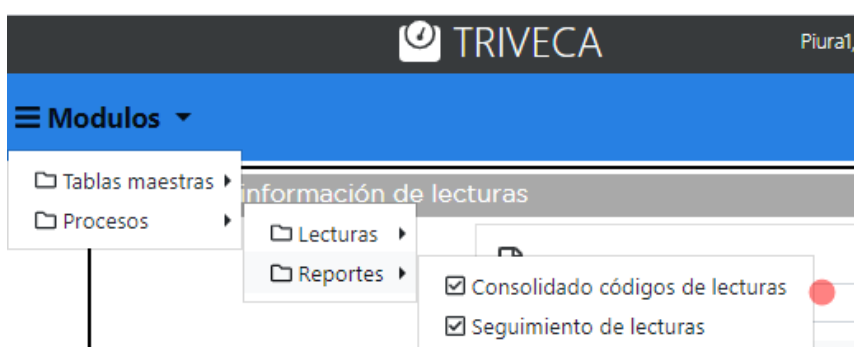 TRIVECA
Piura1,
Modulos
Tablas maestras
información de lecturas
Procesos
Lecturas
Reportes
Consolidado códigos de lecturas
Seguimiento de lecturas